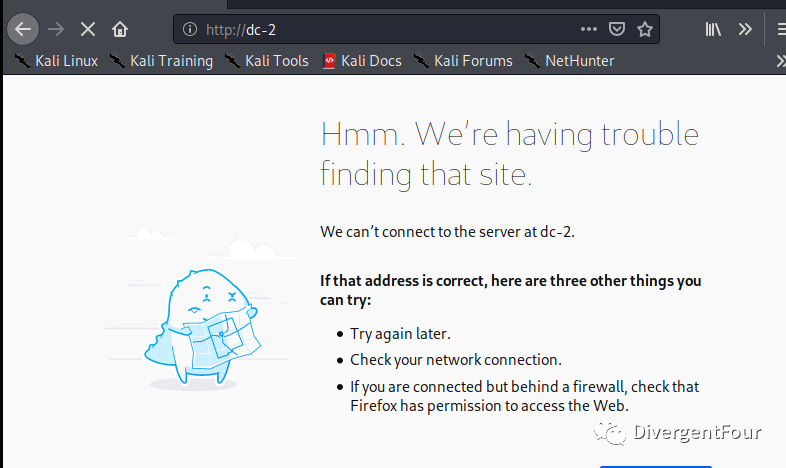 http://dc-2
Kali Linux Kali Training Kali Tools Kali Docs Kali Forums NetHunter
Hmm. We're having trouble
finding that site.
We can't connect to the server at dc-2.
If that address is correct, here are three other things you
can try:
Try again later.
Check your network connection.
If you are connected but behind a firewall, check that
Firefox has permission to access the Web.
DivergentFour